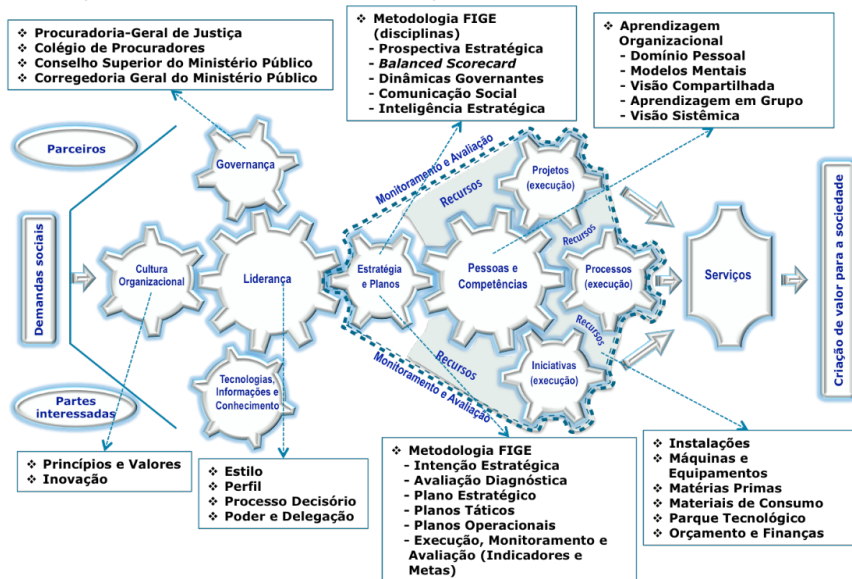 ❖ Procuradoria-Geral de Justiça
❖ Colégio de Procuradores
❖ Conselho Superior do Ministério Público
❖ Corregedoria Geral do Ministério Público
❖ Metodologia FIGE
(disciplinas)
- Prospectiva Estratégica
- Balanced Scorecard
- Dinâmicas Governantes
- Comunicação Social
- Inteligência Estratégica
❖ Aprendizagem
Organizacional
- Domínio Pessoal
- Modelos Mentais
- Visão Compartilhada
- Aprendizagem em Grupo
- Visão Sistêmica
Parceiros
Demandas sociais
Partes
interessadas
Governança
Cultura
Organizacional
Liderança
Tecnologias,
Informações e
Conhecimento
Estratégia
e Planos
Monitoramento e Avaliação
Recursos
Pessoas e
Competências
Recursos
Monitoramento e Avaliação
Projetos
(execução)
Recursos
Processos
(execução)
Recursos
Iniciativas
(execução)
Serviços
Criação de valor para a sociedade
❖ Princípios e Valores
❖ Inovação
❖ Estilo
❖ Perfil
❖ Processo Decisório
❖ Poder e Delegação
❖ Metodologia FIGE
- Intenção Estratégica
- Avaliação Diagnóstica
- Plano Estratégico
- Planos Táticos
- Planos Operacionais
- Execução, Monitoramento e
Avaliação (Indicadores e
Metas)
❖ Instalações
❖ Máquinas e
Equipamentos
❖ Matérias Primas
❖ Materiais de Consumo
❖ Parque Tecnológico
❖ Orçamento e Finanças